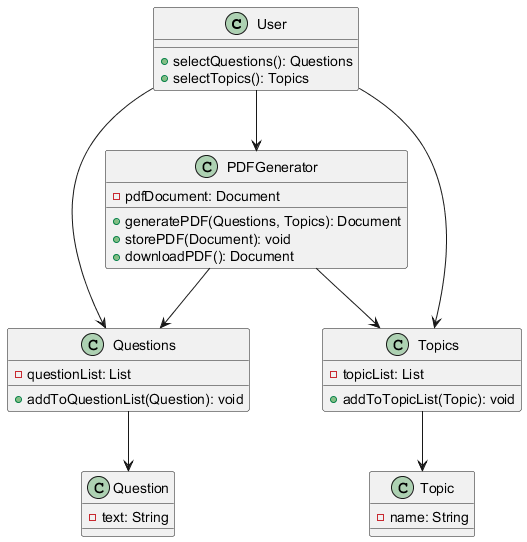 C User
selectQuestions(): Questions
selectTopics(): Topics
C PDFGenerator
pdfDocument: Document
generatePDF(Questions, Topics): Document
storePDF(Document): void
downloadPDF(): Document
C Questions
questionList: List
addToQuestionList(Question): void
C Topics
topicList: List
addToTopicList(Topic): void
C Question
text: String
C Topic
name: String